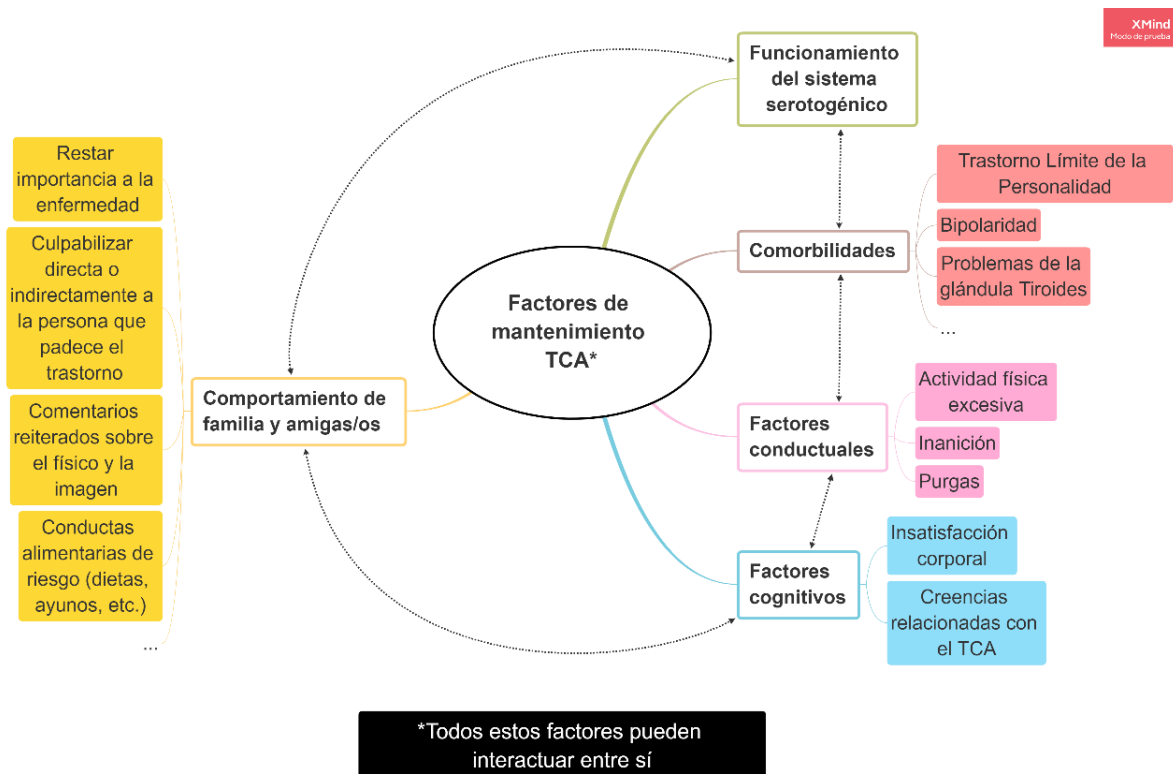 XMind
Modo de prueba
Funcionamiento
del sistema
serotogénico
Restar
importancia a la
enfermedad
Culpabilizar
directa o
indirectamente a
la persona que
padece el
trastorno
Comentarios
reiterados sobre
el físico y la
imagen
Conductas
alimentarias de
riesgo (dietas,
ayunos, etc.)
...
Comportamiento de
familia y amigas/os
Factores de
mantenimiento
TCA*
Comorbilidades
Trastorno Límite de la
Personalidad
Bipolaridad
Problemas de la
glándula Tiroides
...
Factores
conductuales
Actividad física
excesiva
Inanición
Purgas
Factores
cognitivos
Insatisfacción
corporal
Creencias
relacionadas con
el TCA
*Todos estos factores pueden
interactuar entre sí